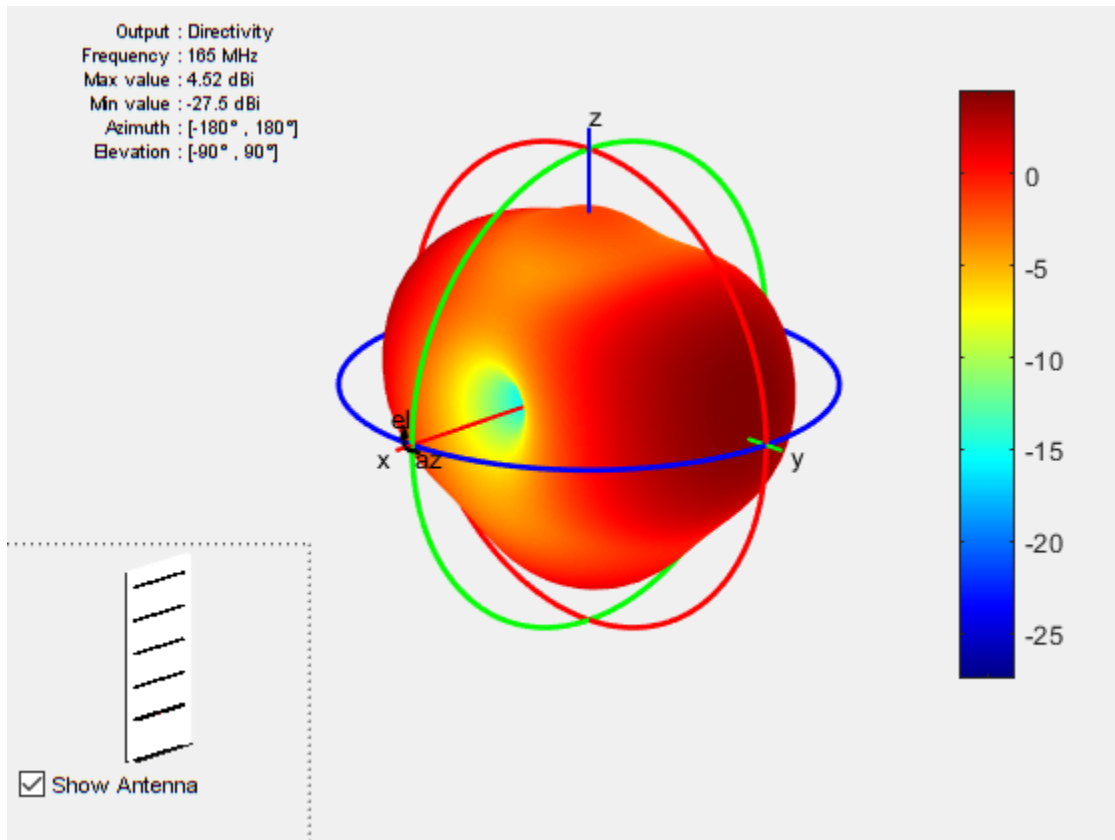 Output : Directivity
Frequency : 165 MHz
Max value : 4.52 dBi
Min value : -27.5 dBi
Azimuth : [-180° , 180°]
Elevation : [-90° , 90°]
z
0
-5
-10
-15
-20
-25
el
x
az
y
Show Antenna